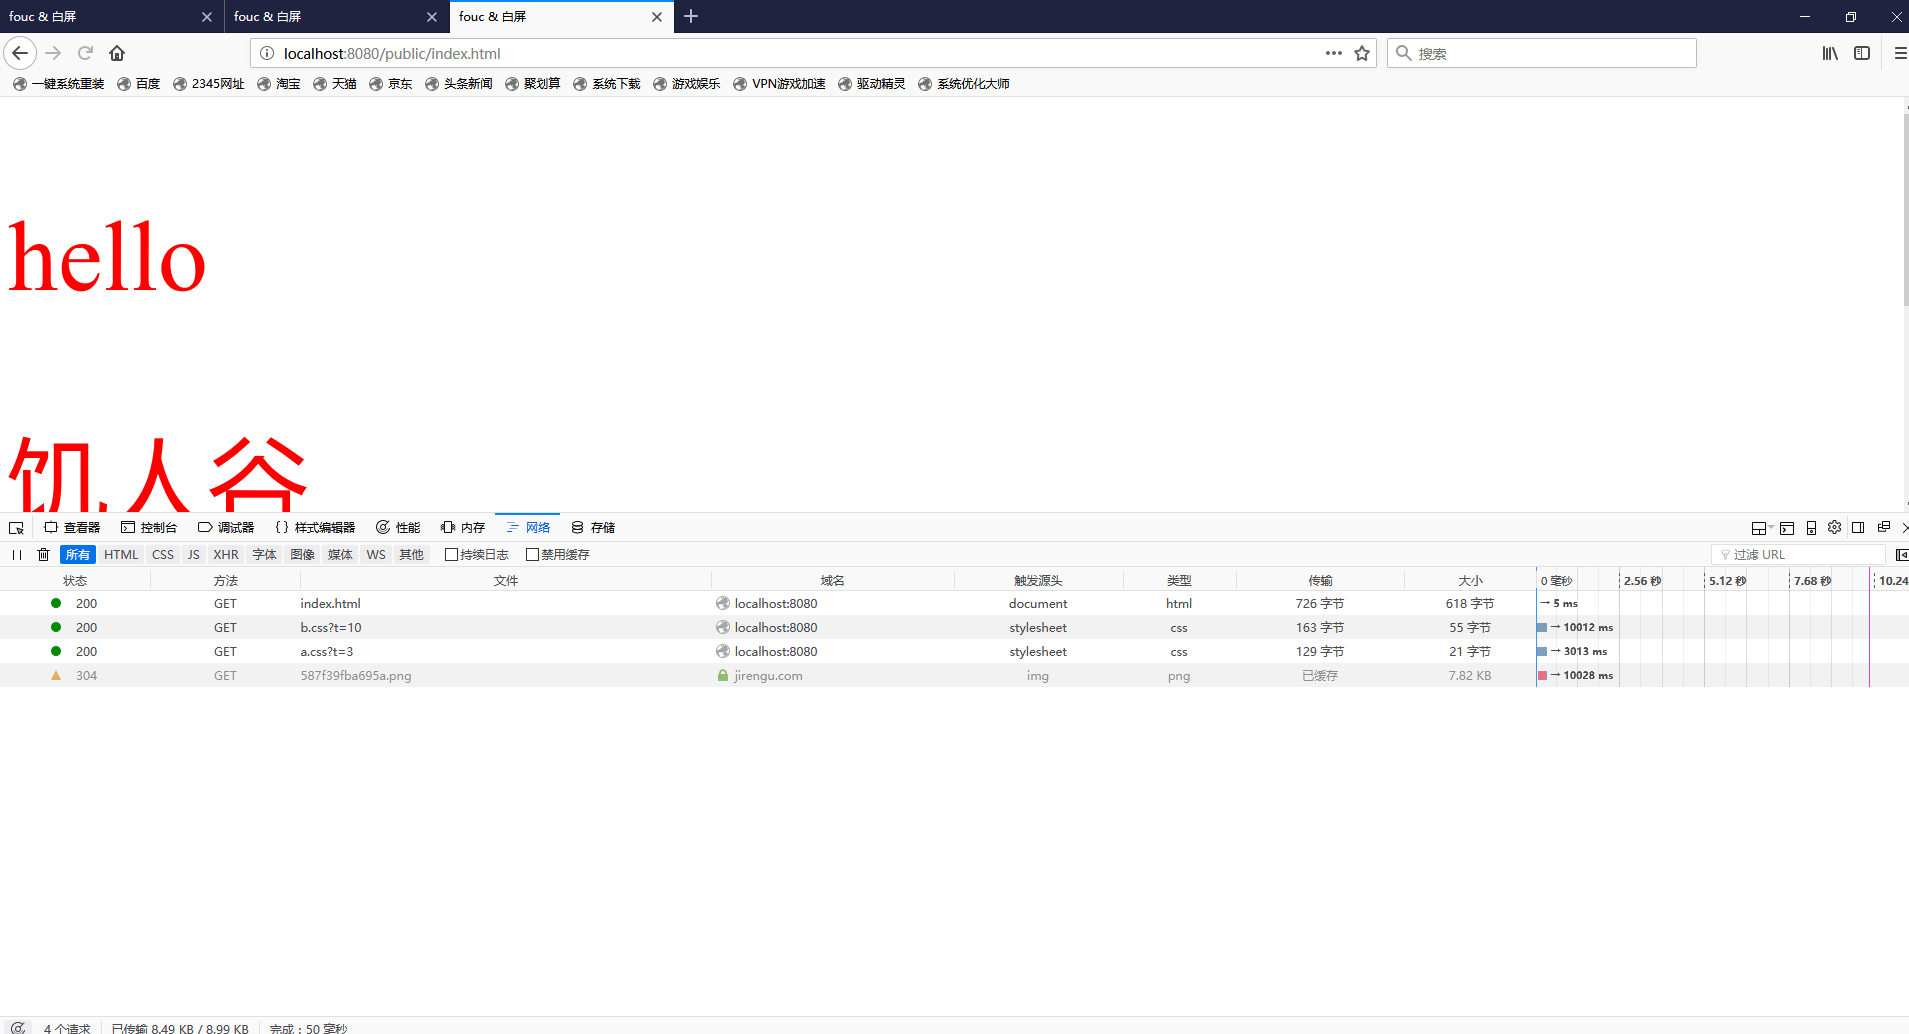 fouc & 白屏 fouc & 白屏 fouc & 白屏
localhost:8080/public/index.html 搜索
一键系统重装 百度 2345网址 淘宝 天猫 京东 头条新闻 聚划算 系统下载 游戏娱乐 VPN游戏加速 驱动精灵 系统优化大师
hello
饥人谷
查看器 控制台 调试器 样式编辑器 性能 内存 网络 存储
所有 HTML CSS JS XHR 字体 图像 媒体 WS 其他 持续日志 禁用缓存 过滤 URL
状态 方法 文件 域名 触发源头 类型 传输 大小 0 毫秒 2.56 秒 5.12 秒 7.68 秒 10.24
200 GET index.html localhost:8080 document html 726 字节 618 字节 → 5 ms
200 GET b.css?t=10 localhost:8080 stylesheet css 163 字节 55 字节 → 10012 ms
200 GET a.css?t=3 localhost:8080 stylesheet css 129 字节 21 字节 → 3013 ms
304 GET 587f39fba695a.png jirengu.com img png 已缓存 7.82 KB → 10028 ms
4 个请求 已传输 8.49 KB / 8.99 KB 完成：50 毫秒